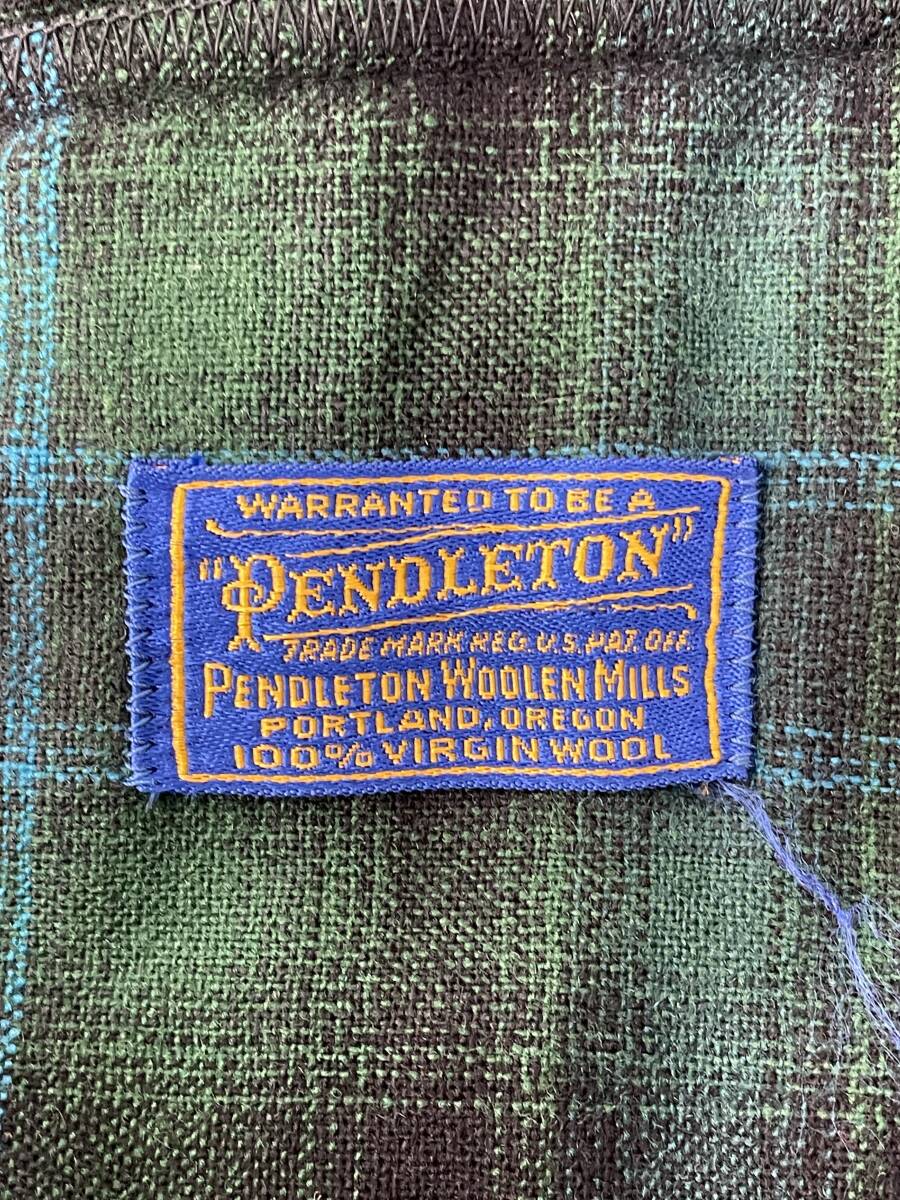 WARRANTED TO BE A
"PENDLETON"
TRADE MARK REG. U.S. PAT. OFF.
PENDLETON WOOLEN MILLS
PORTLAND, OREGON
100% VIRGIN WOOL